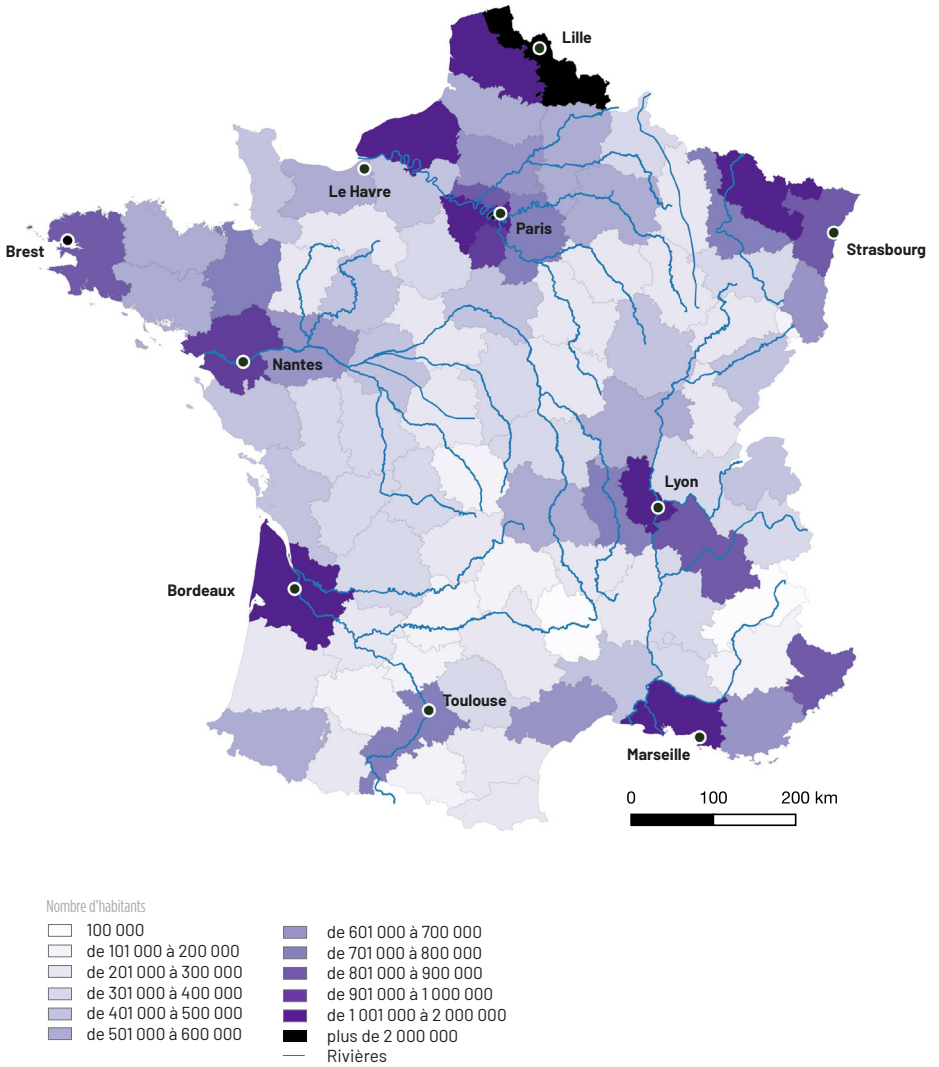 Lille
Le Havre
Paris
Brest
Strasbourg
Nantes
Lyon
Bordeaux
Toulouse
Marseille
0 100 200 km
Nombre d'habitants
100 000
de 101 000 à 200 000
de 201 000 à 300 000
de 301 000 à 400 000
de 401 000 à 500 000
de 501 000 à 600 000
de 601 000 à 700 000
de 701 000 à 800 000
de 801 000 à 900 000
de 901 000 à 1 000 000
de 1 001 000 à 2 000 000
plus de 2 000 000
Rivières